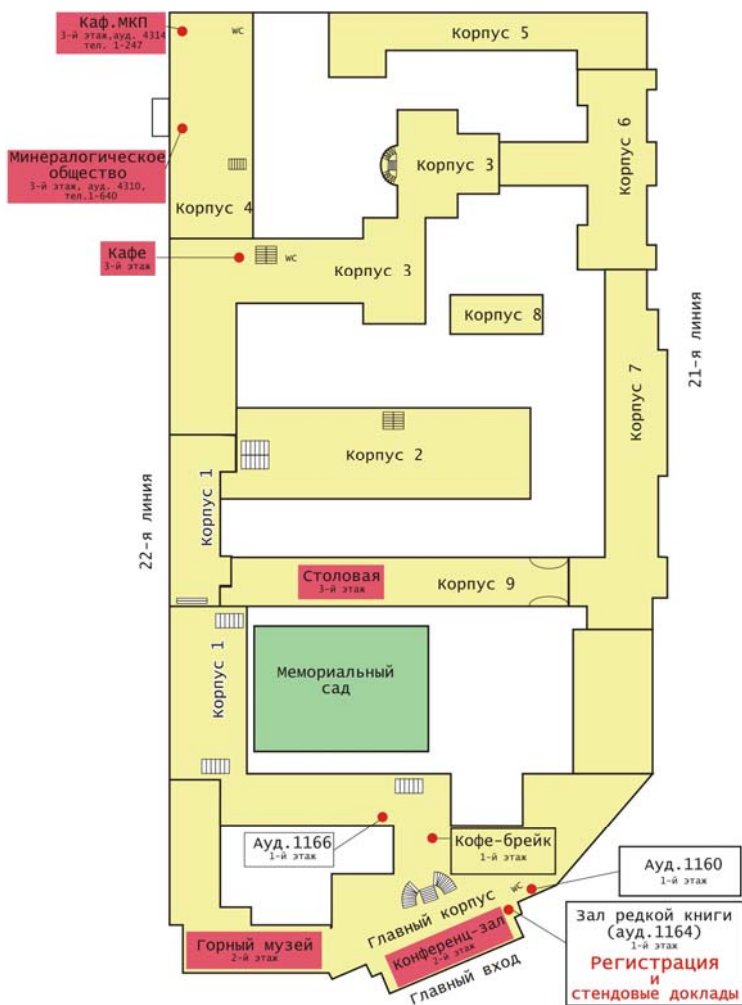 Каф.МКП
3-й этаж,ауд. 4314
тел. 1-247
WC
Корпус 5
Корпус 6
Корпус 3
Минералогическое
общество
3-й этаж, ауд. 4310,
тел.1-640
Корпус 4
Кафе
3-й этаж
WC
Корпус 3
Корпус 8
21-я линия
Корпус 7
Корпус 2
Корпус 1
22-я линия
Столовая
3-й этаж
Корпус 9
Корпус 1
Мемориальный
сад
Ауд.1166
1-й этаж
Кофе-брейк
1-й этаж
Ауд.1160
1-й этаж
WC
Главный корпус
Зал редкой книги
(ауд.1164)
1-й этаж
Регистрация
и
стендовые доклады
Горный музей
2-й этаж
Конференц-зал
2-й этаж
Главный вход